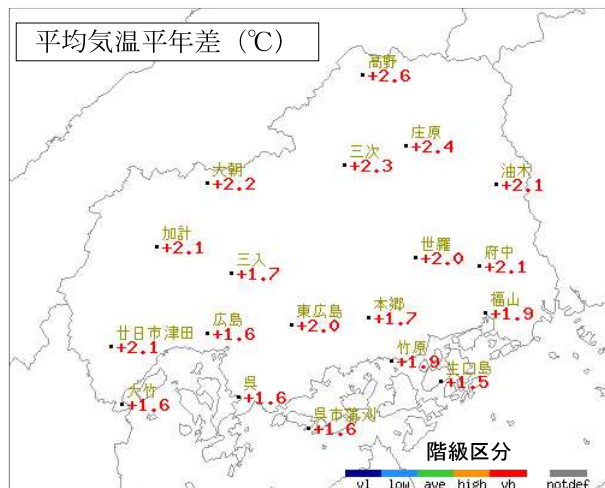 平均気温平年差（℃）
高野
+2.6
庄原
+2.4
三次
+2.3
大朝
+2.2
油木
+2.1
加計
+2.1
三入
+1.7
世羅
+2.0
府中
+2.1
福山
+1.9
本郷
+1.7
東広島
+2.0
広島
+1.6
廿日市津田
+2.1
竹原
+1.9
生口島
+1.5
大竹
+1.6
呉
+1.6
呉市蒲刈
+1.6
階級区分
vl low ave high vh notdef